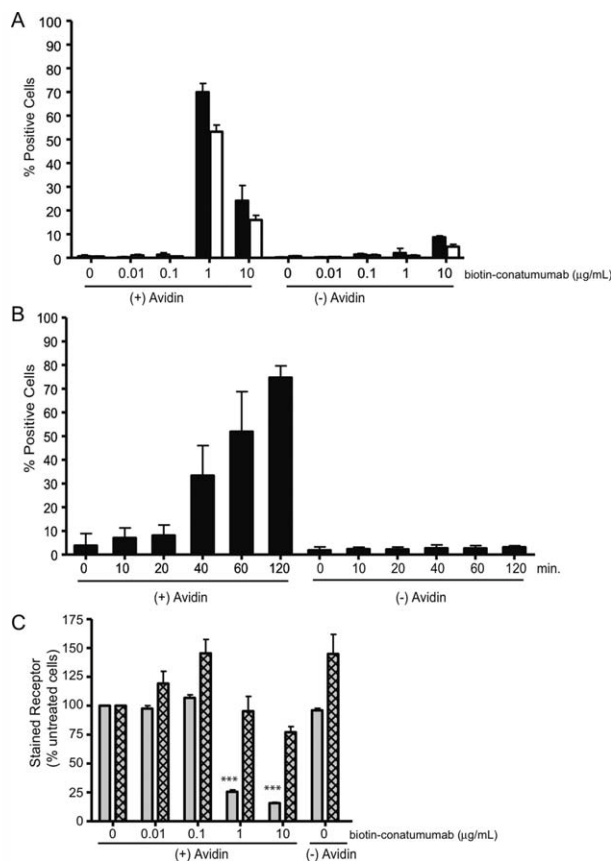 A
% Positive Cells
100
90
80
70
60
50
40
30
20
10
0
0 0.01 0.1 1 10 0 0.01 0.1 1 10 biotin-conatumumab (μg/mL)
(+) Avidin (-) Avidin
B
% Positive Cells
100
90
80
70
60
50
40
30
20
10
0
0 10 20 40 60 120 0 10 20 40 60 120 min.
(+) Avidin (-) Avidin
C
Stained Receptor
(% untreated cells)
175
150
125
100
75
50
25
0
*** ***
0 0.01 0.1 1 10 0 biotin-conatumumab (μg/mL)
(+) Avidin (-) Avidin